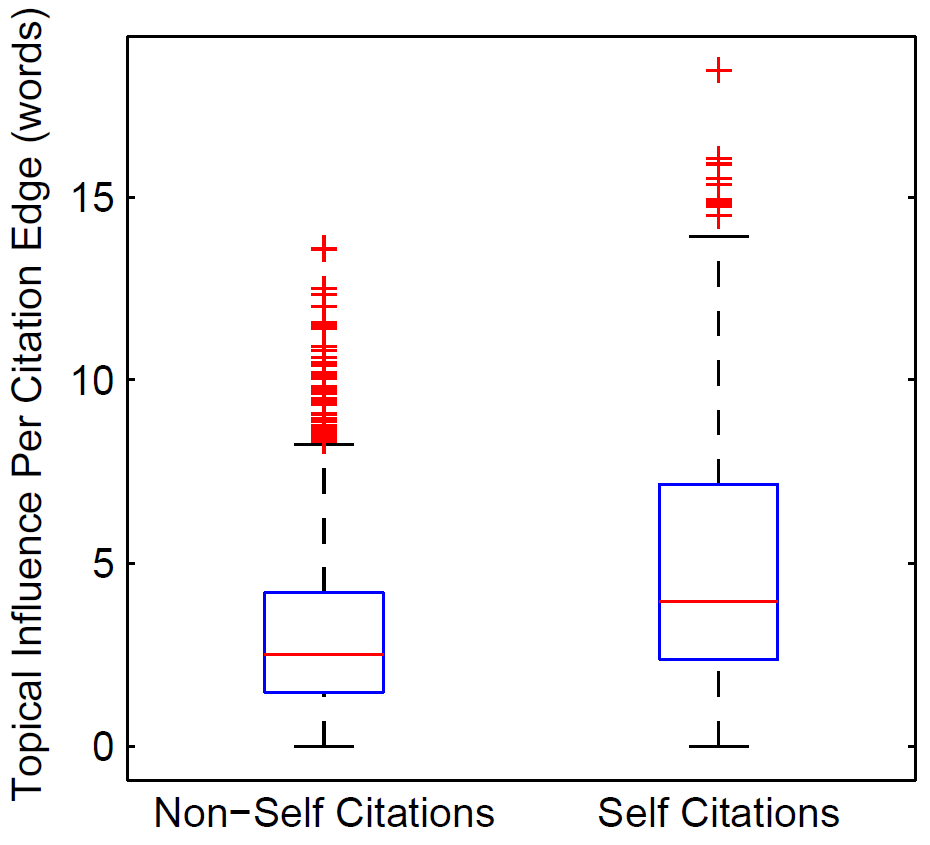 Topical Influence Per Citation Edge (words)
15
10
5
0
Non−Self Citations
Self Citations